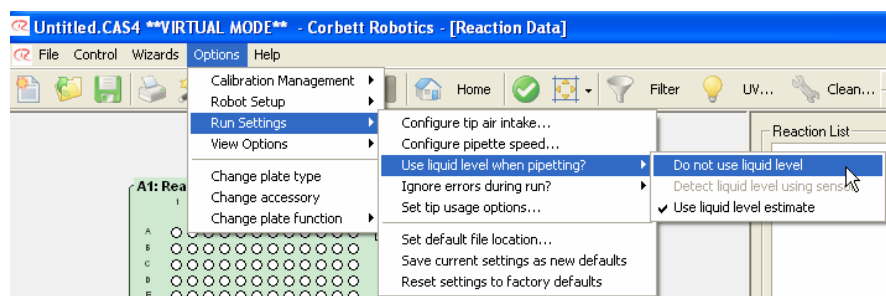 Untitled.CAS4 **VIRTUAL MODE** - Corbett Robotics - [Reaction Data]
File Control Wizards Options Help
Home Filter UV... Clean...
Calibration Management
Robot Setup
Run Settings
View Options
Change plate type
Change accessory
Change plate function
Configure tip air intake...
Configure pipette speed...
Use liquid level when pipetting?
Ignore errors during run?
Set tip usage options...
Set default file location...
Save current settings as new defaults
Reset settings to factory defaults
Do not use liquid level
Detect liquid level using sensor
Use liquid level estimate
Reaction List
A1: Rea
1
A
B
C
D
E